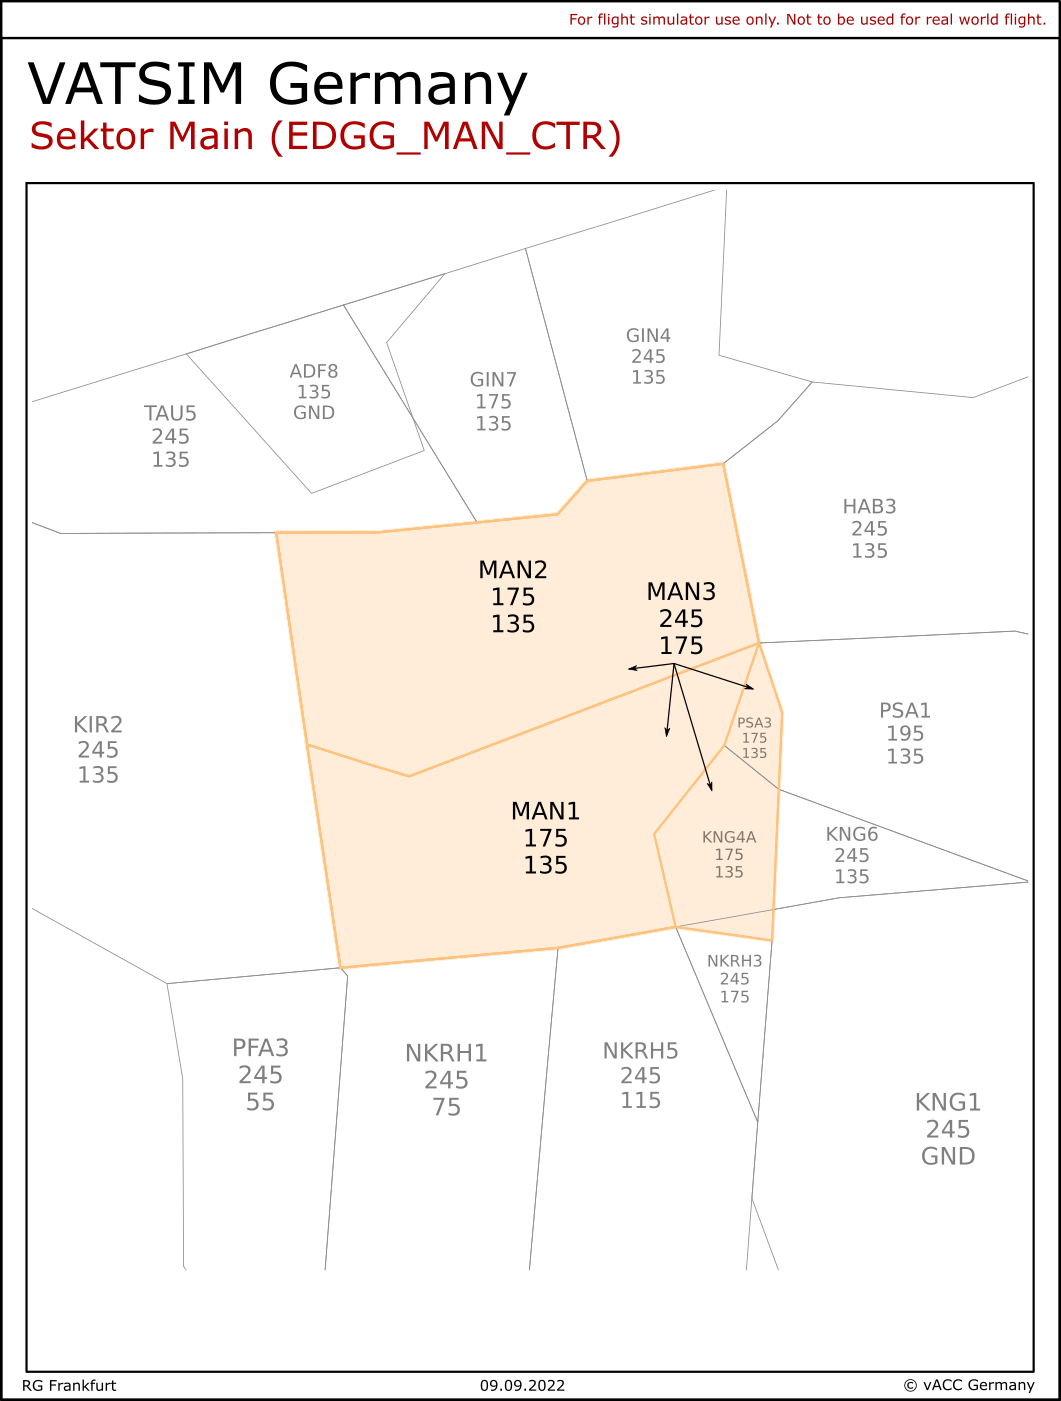 For flight simulator use only. Not to be used for real world flight.
VATSIM Germany
Sektor Main (EDGG_MAN_CTR)
GIN4
245
135
ADF8
135
GND
GIN7
175
135
TAU5
245
135
HAB3
245
135
MAN2
175
135
MAN3
245
175
KIR2
245
135
PSA3
175
135
PSA1
195
135
MAN1
175
135
KNG4A
175
135
KNG6
245
135
NKRH3
245
175
PFA3
245
55
NKRH1
245
75
NKRH5
245
115
KNG1
245
GND
RG Frankfurt
09.09.2022
© vACC Germany